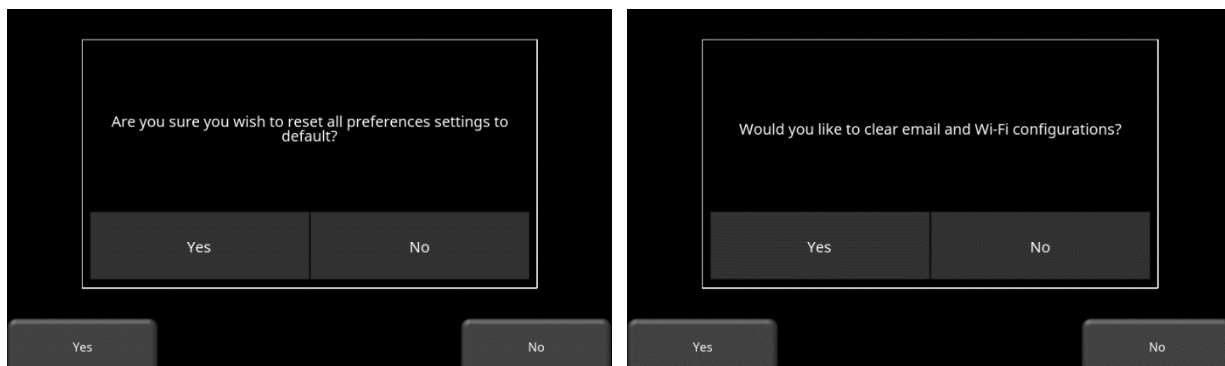 Are you sure you wish to reset all preferences settings to
default?
Yes
No
Yes
No
Would you like to clear email and Wi-Fi configurations?
Yes
No
Yes
No